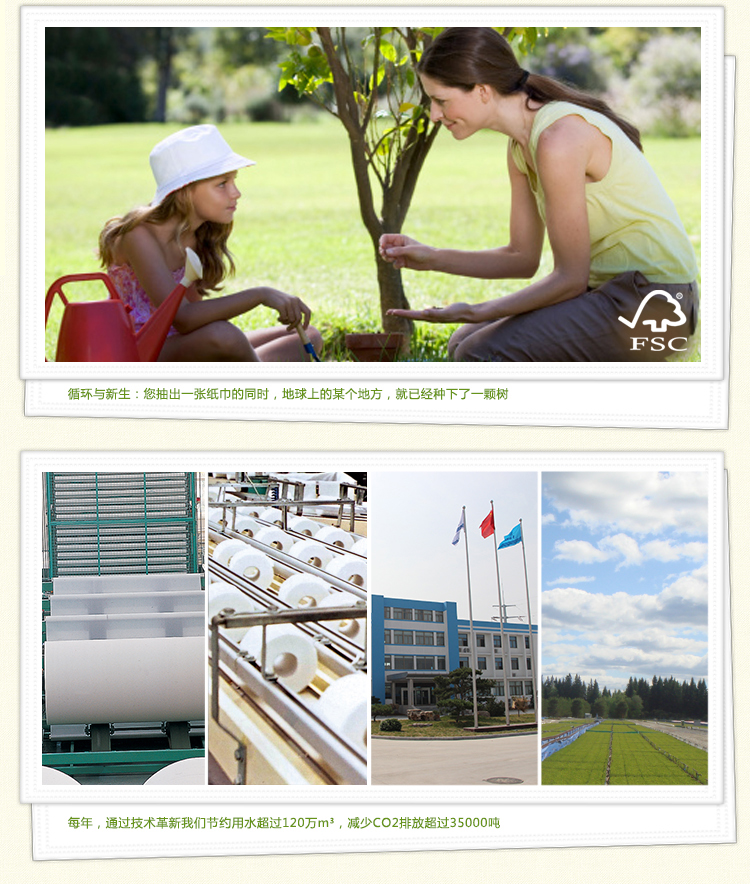 FSC
®
循环与新生：您抽出一张纸巾的同时，地球上的某个地方，就已经种下了一颗树
每年，通过技术革新我们节约用水超过120万m³，减少CO2排放超过35000吨